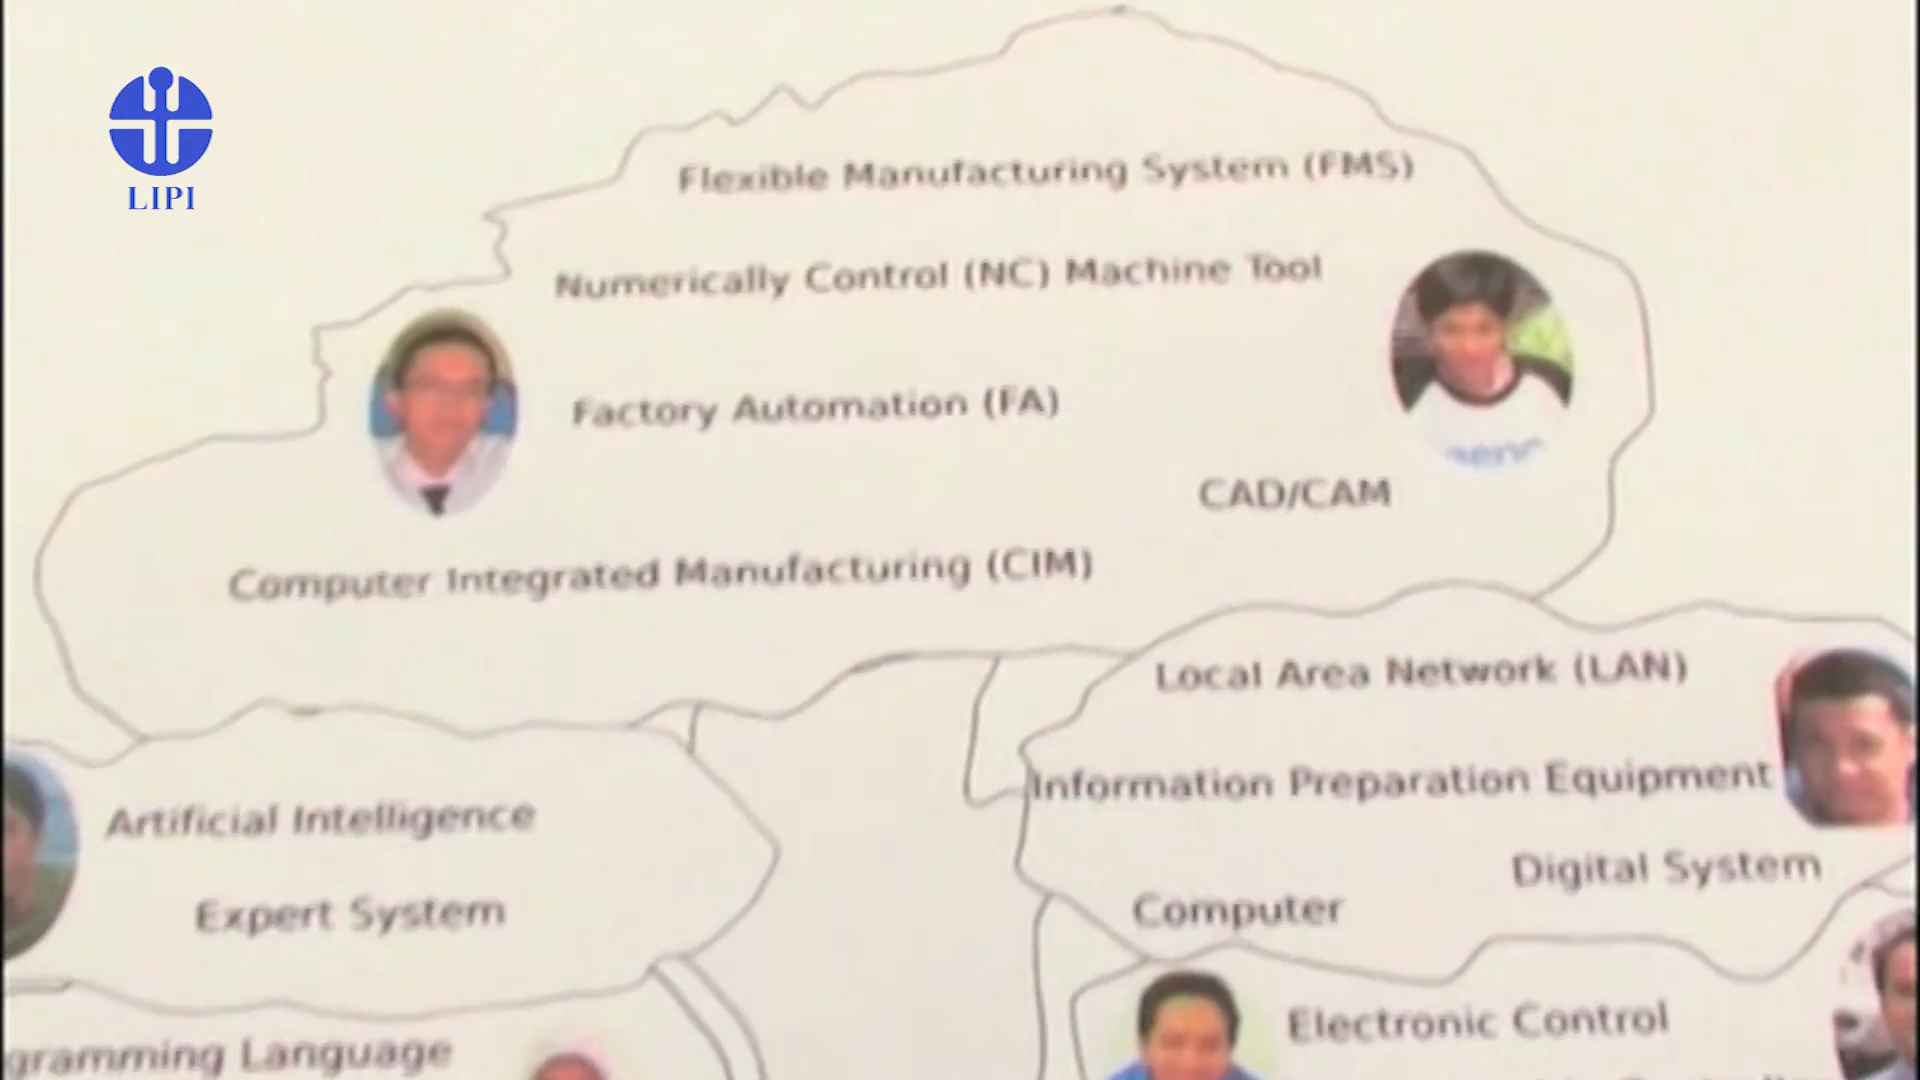 LIPI
Flexible Manufacturing System (FMS)
Numerically Control (NC) Machine Tool
Factory Automation (FA)
CAD/CAM
Computer Integrated Manufacturing (CIM)
Local Area Network (LAN)
Information Preparation Equipment
Digital System
Computer
Artificial Intelligence
Expert System
Electronic Control
gramming Language